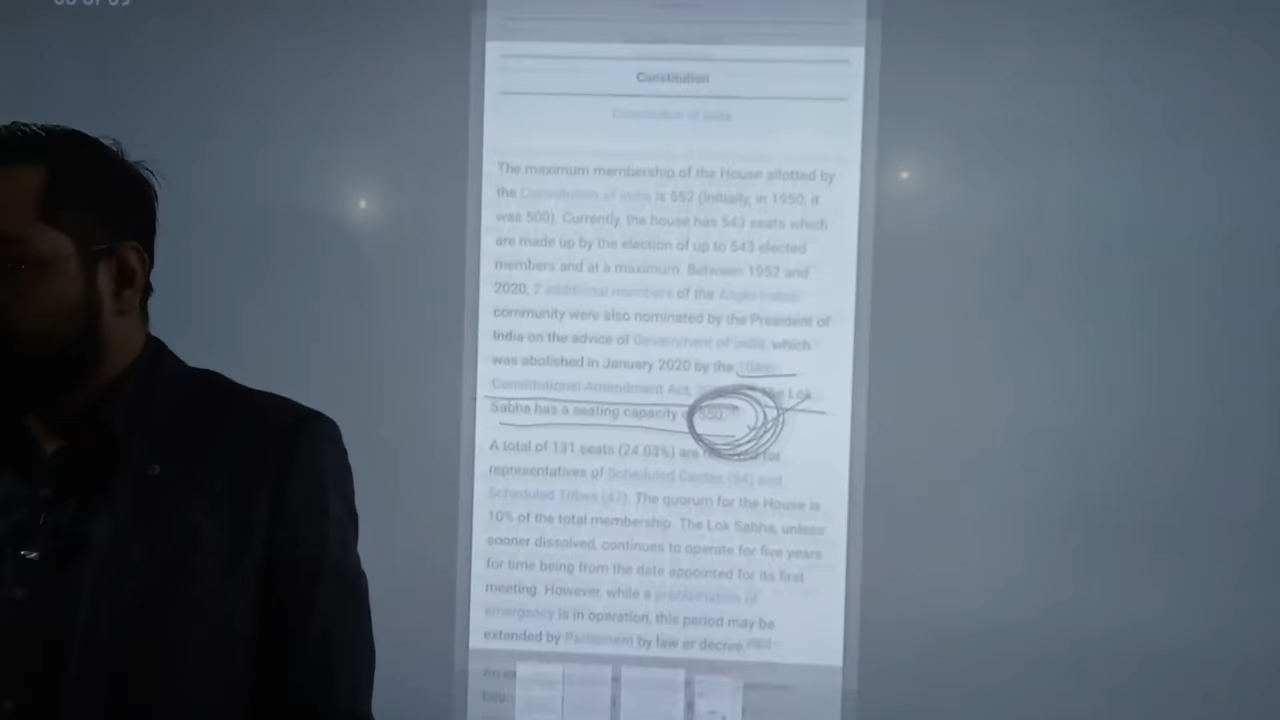 Constitution
Constitution of India
The maximum membership of the House allotted by
the Constitution of India is 552 (Initially, in 1950, it
was 500). Currently, the house has 543 seats which
are made up by the election of up to 543 elected
members and at a maximum. Between 1952 and
2020, 2 additional members of the Anglo-Indian
community were also nominated by the President of
India on the advice of Government of India, which
was abolished in January 2020 by the
Constitutional Amendment Act, The Lok
Sabha has a seating capacity 550.
A total of 131 seats (24.03%) are for
representatives of Scheduled Castes (84) and
Scheduled Tribes (47). The quorum for the House is
10% of the total membership. The Lok Sabha, unless
sooner dissolved, continues to operate for five years
for time being from the date appointed for its first
meeting. However, while a proclamation of
emergency is in operation, this period may be
extended by Parliament by law or decree.